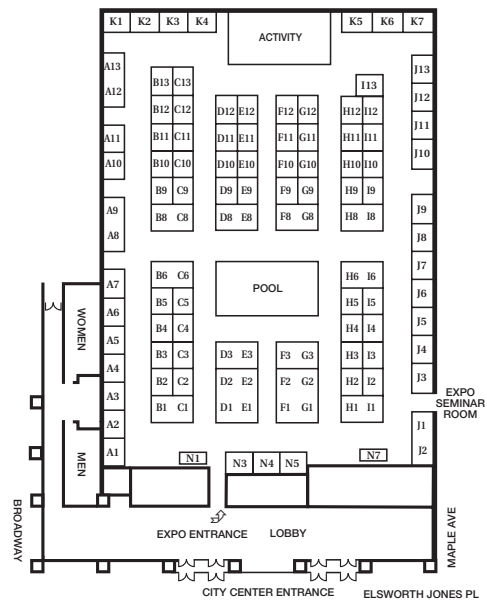 K1 K2 K3 K4 K5 K6 K7
ACTIVITY
A13 J13
A12 B13 C13 I13 J12
B12 C12 D12 E12 F12 G12 H12 I12
A11 B11 C11 D11 E11 F11 G11 H11 I11 J11
A10 B10 C10 D10 E10 F10 G10 H10 I10 J10
B9 C9 D9 E9 F9 G9 H9 I9
A9 B8 C8 D8 E8 F8 G8 H8 I8 J9
A8 J8
A7 B6 C6 H6 I6 J7
POOL
A6 B5 C5 H5 I5 J6
WOMEN
A5 B4 C4 H4 I4 J5
A4 B3 C3 D3 E3 F3 G3 H3 I3 J4
A3 B2 C2 D2 E2 F2 G2 H2 I2 J3
EXPO
SEMINAR
ROOM
A2 B1 C1 D1 E1 F1 G1 H1 I1 J1
A1 J2
MEN
N1 N3 N4 N5 N7
BROADWAY
EXPO ENTRANCE LOBBY
MAPLE AVE
CITY CENTER ENTRANCE
ELSWORTH JONES PL